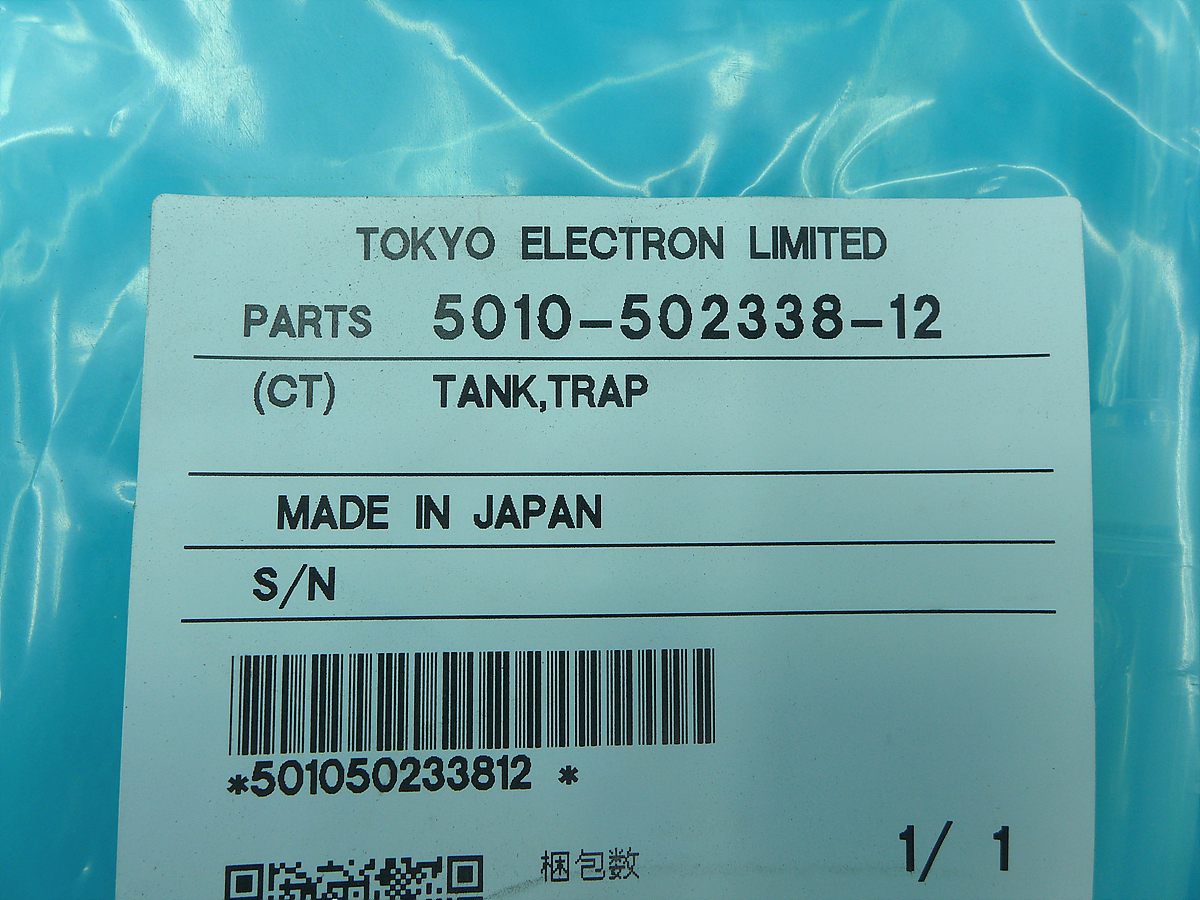 TOKYO ELECTRON LIMITED
PARTS 5010-502338-12
(CT) TANK,TRAP
MADE IN JAPAN
S/N
*501050233812 *
梱包数 1/ 1